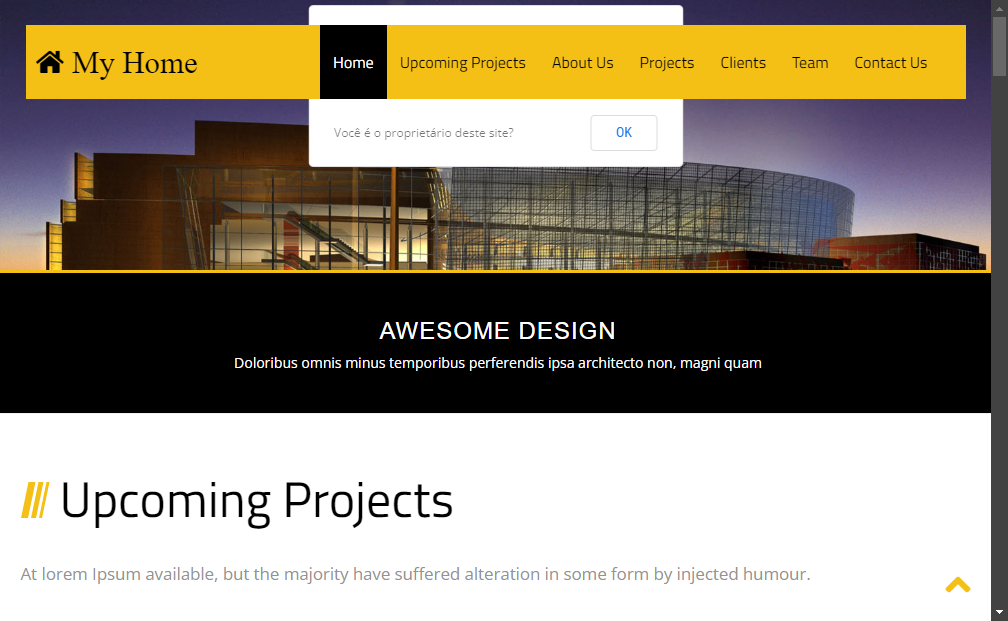 My Home
Home
Upcoming Projects
About Us
Projects
Clients
Team
Contact Us
Você é o proprietário deste site?
OK
AWESOME DESIGN
Doloribus omnis minus temporibus perferendis ipsa architecto non, magni quam
Upcoming Projects
At lorem Ipsum available, but the majority have suffered alteration in some form by injected humour.